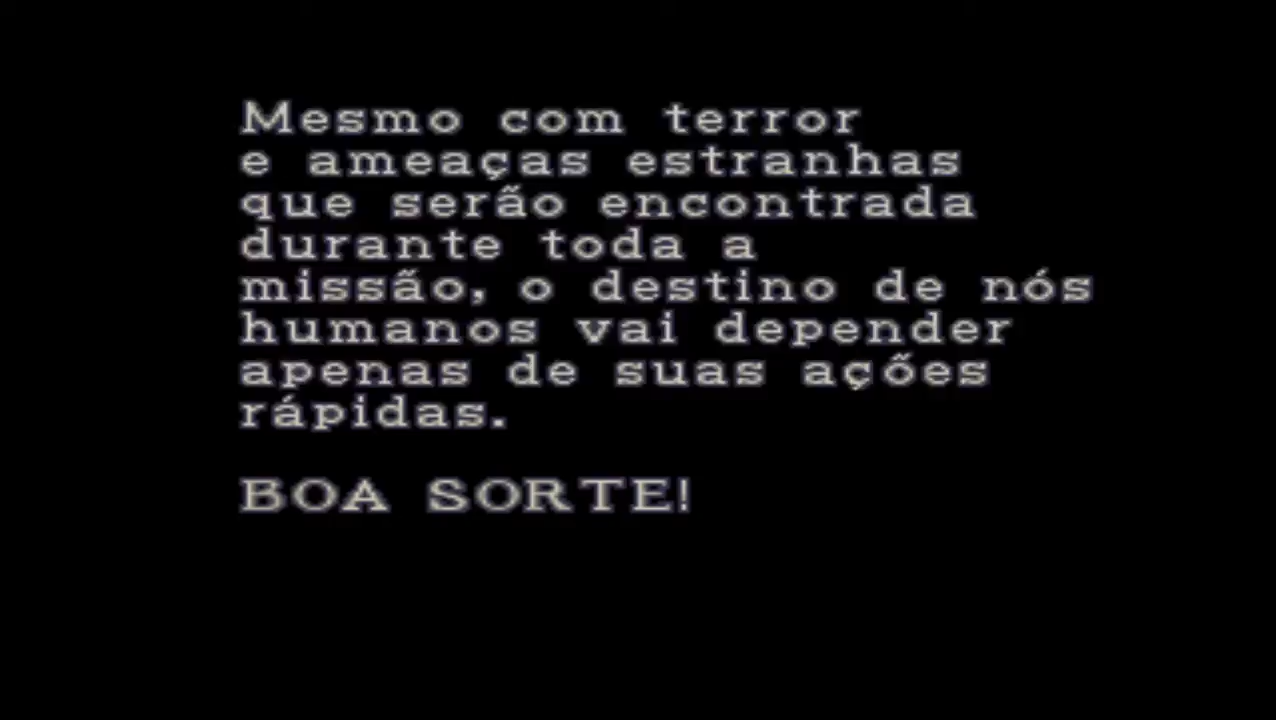 Mesmo com terror
e ameaças estranhas
que serão encontrada
durante toda a
missão, o destino de nós
humanos vai depender
apenas de suas ações
rápidas.
BOA SORTE!